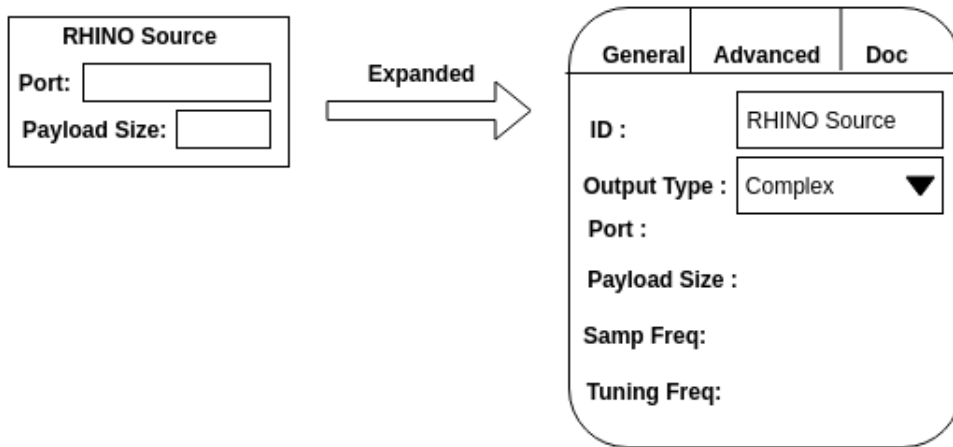 RHINO Source
Port:
Payload Size:
Expanded
General Advanced Doc
ID : RHINO Source
Output Type : Complex
Port :
Payload Size :
Samp Freq:
Tuning Freq: